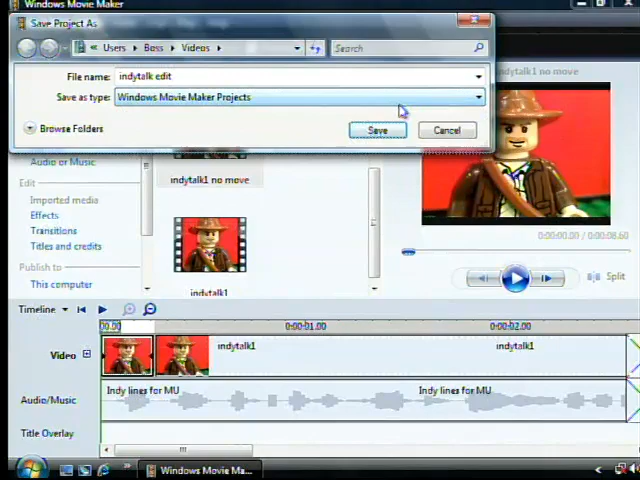 Windows Movie Maker
Save Project As
« Users ▸ Boss ▸ Videos ▸
Search
File name: indytalk edit
Save as type: Windows Movie Maker Projects
Browse Folders
Save
Cancel
indytalk1 no move
Audio or Music
Edit
Imported media
Effects
Transitions
Titles and credits
Publish to
This computer
indytalk1 no move
indytalk1
0:00:00.00 / 0:00:08.60
Split
Timeline
00.00 0:00:01.00 0:00:02.00
Video indytalk1 indytalk1
Audio/Music Indy lines for MU Indy lines for MU
Title Overlay
Windows Movie Ma...